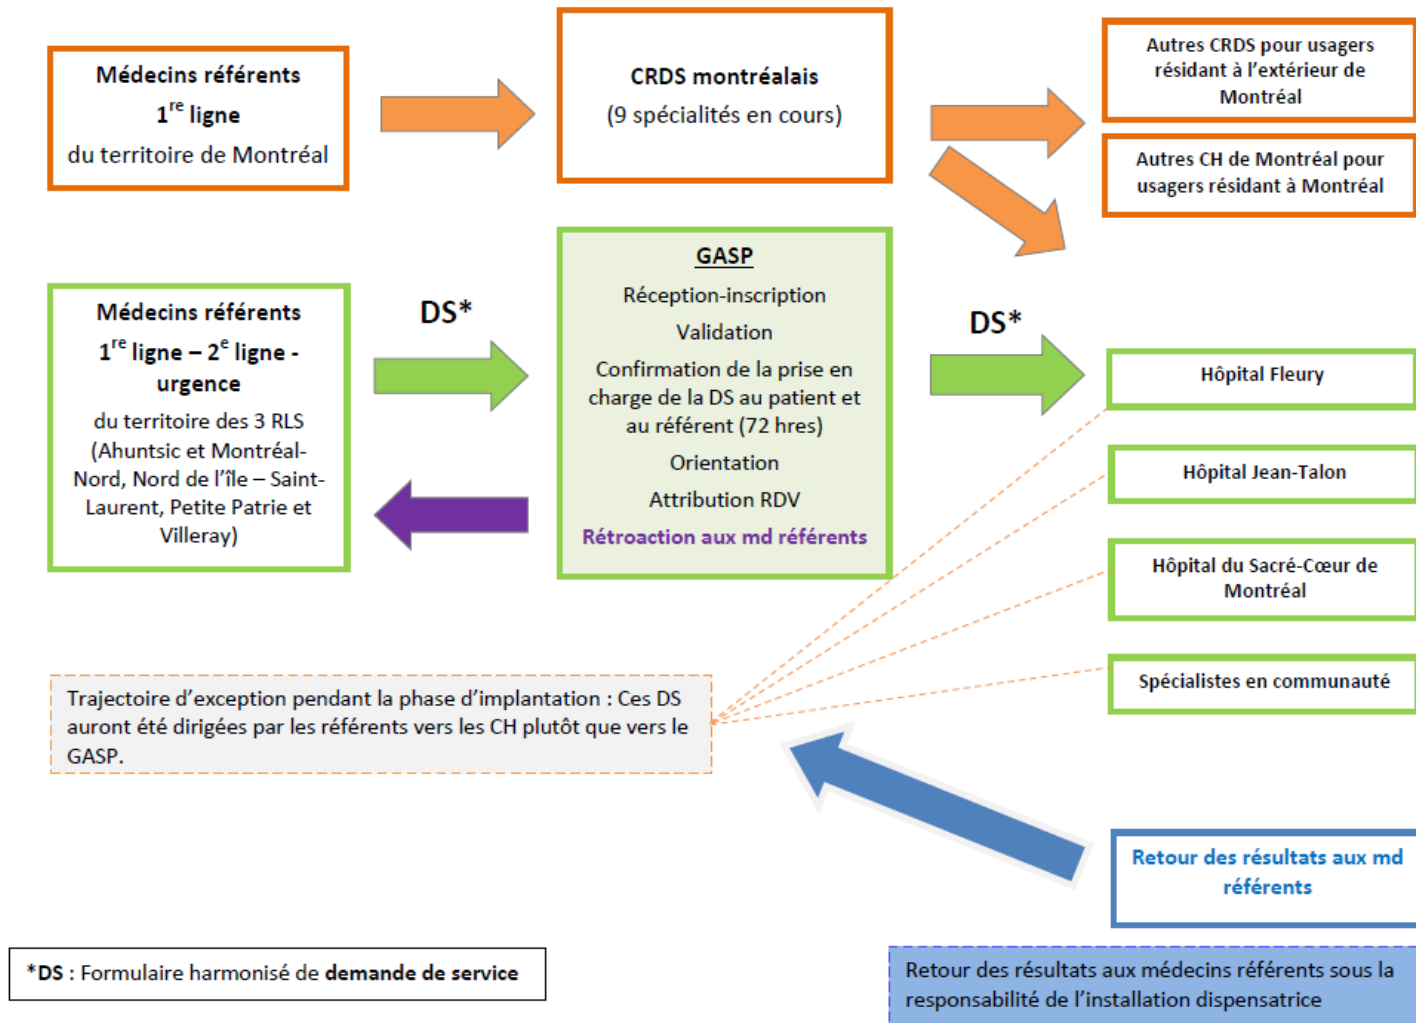 Médecins référents
1re ligne
du territoire de Montréal
CRDS montréalais
(9 spécialités en cours)
Autres CRDS pour usagers
résidant à l'extérieur de
Montréal
Autres CH de Montréal pour
usagers résidant à Montréal
Médecins référents
1re ligne – 2e ligne -
urgence
du territoire des 3 RLS
(Ahuntsic et Montréal-
Nord, Nord de l'île – Saint-
Laurent, Petite Patrie et
Villeray)
DS*
GASP
Réception-inscription
Validation
Confirmation de la prise en
charge de la DS au patient et
au référent (72 hres)
Orientation
Attribution RDV
Rétroaction aux md référents
DS*
Hôpital Fleury
Hôpital Jean-Talon
Hôpital du Sacré-Cœur de
Montréal
Spécialistes en communauté
Trajectoire d'exception pendant la phase d'implantation : Ces DS
auront été dirigées par les référents vers les CH plutôt que vers le
GASP.
Retour des résultats aux md
référents
*DS : Formulaire harmonisé de demande de service
Retour des résultats aux médecins référents sous la
responsabilité de l'installation dispensatrice